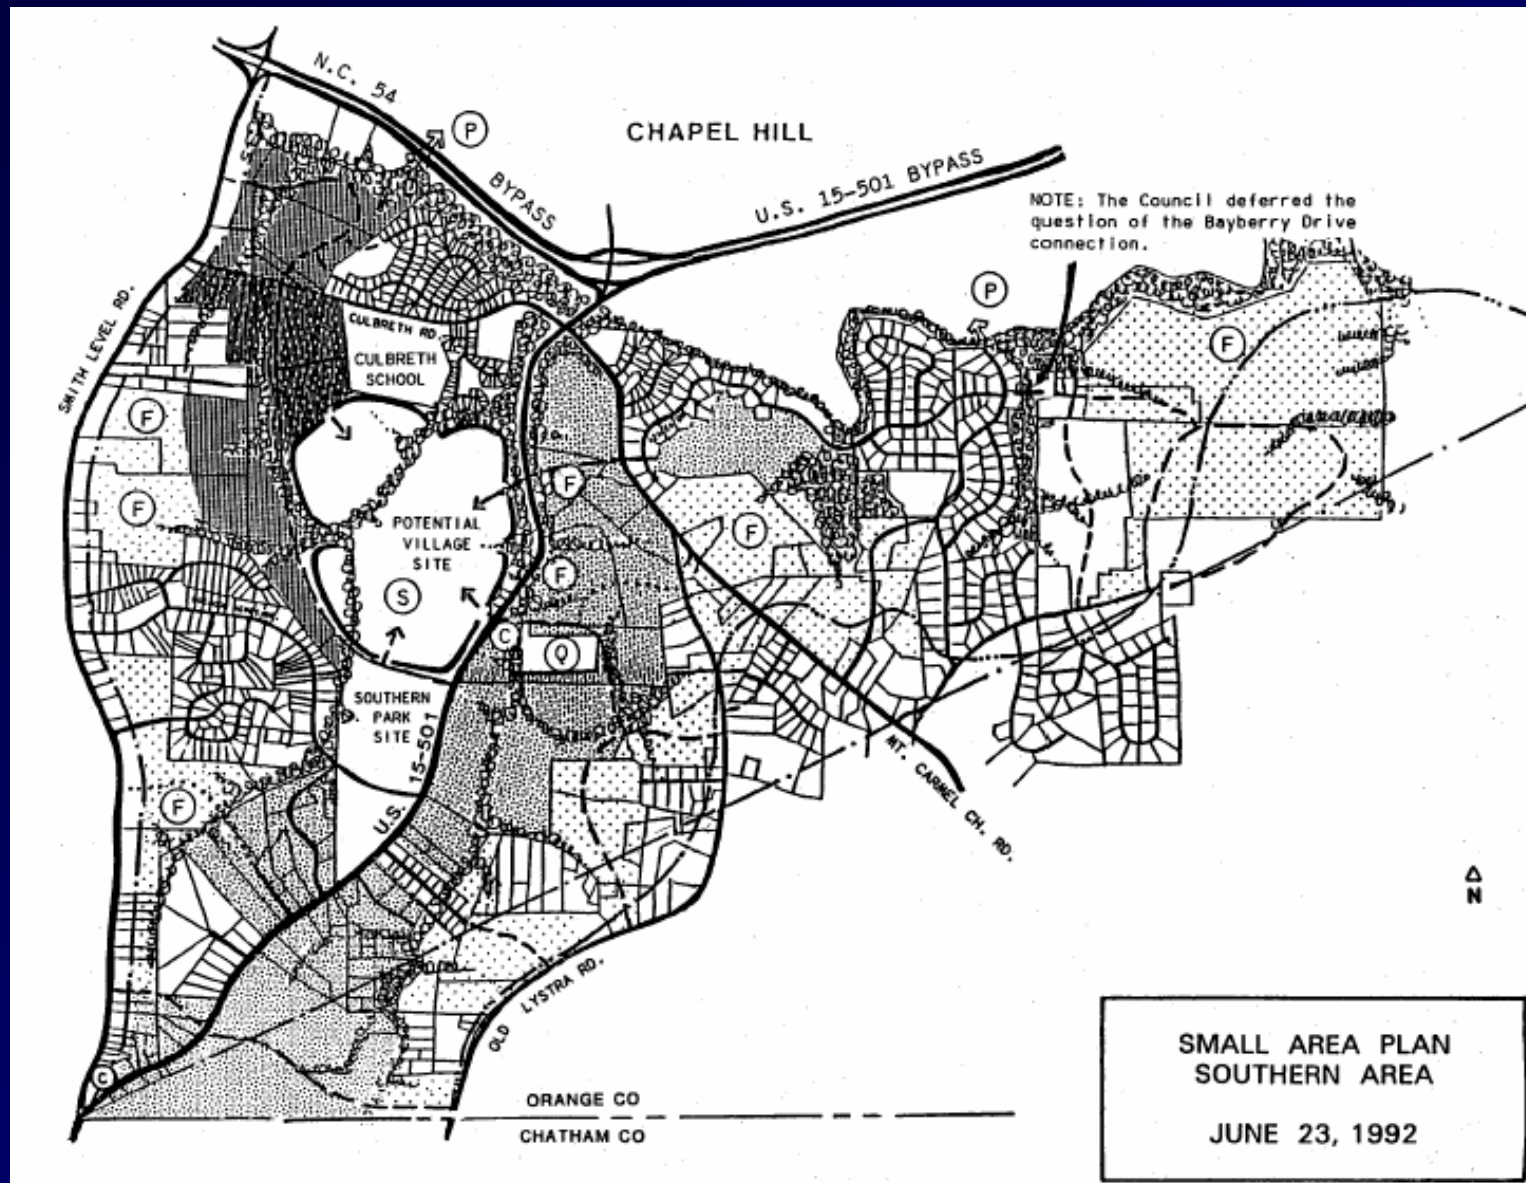 N.C. 54
BYPASS
P
CHAPEL HILL
U.S. 15-501 BYPASS
NOTE: The Council deferred the
question of the Bayberry Drive
connection.
P
F
SMITH LEVEL RD.
CULBRETH RD
CULBRETH
SCHOOL
F
F
F
F
POTENTIAL
VILLAGE
SITE
F
S
C
Q
SOUTHERN
PARK
SITE
U.S. 15-501
F
MT. CARMEL CH. RD.
OLD LYSTRA RD.
C
N
ORANGE CO
CHATHAM CO
SMALL AREA PLAN
SOUTHERN AREA
JUNE 23, 1992